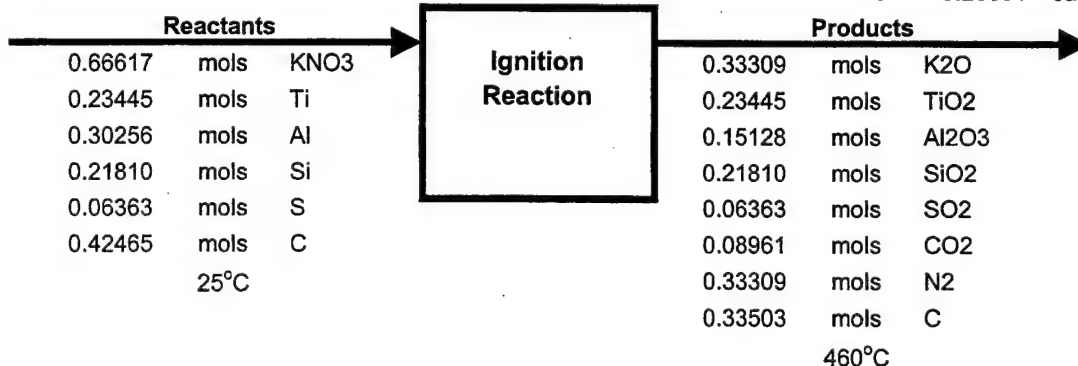 Reactants
Products
Ignition
Reaction
0.66617 mols KNO3
0.23445 mols Ti
0.30256 mols Al
0.21810 mols Si
0.06363 mols S
0.42465 mols C
25°C
0.33309 mols K2O
0.23445 mols TiO2
0.15128 mols Al2O3
0.21810 mols SiO2
0.06363 mols SO2
0.08961 mols CO2
0.33309 mols N2
0.33503 mols C
460°C